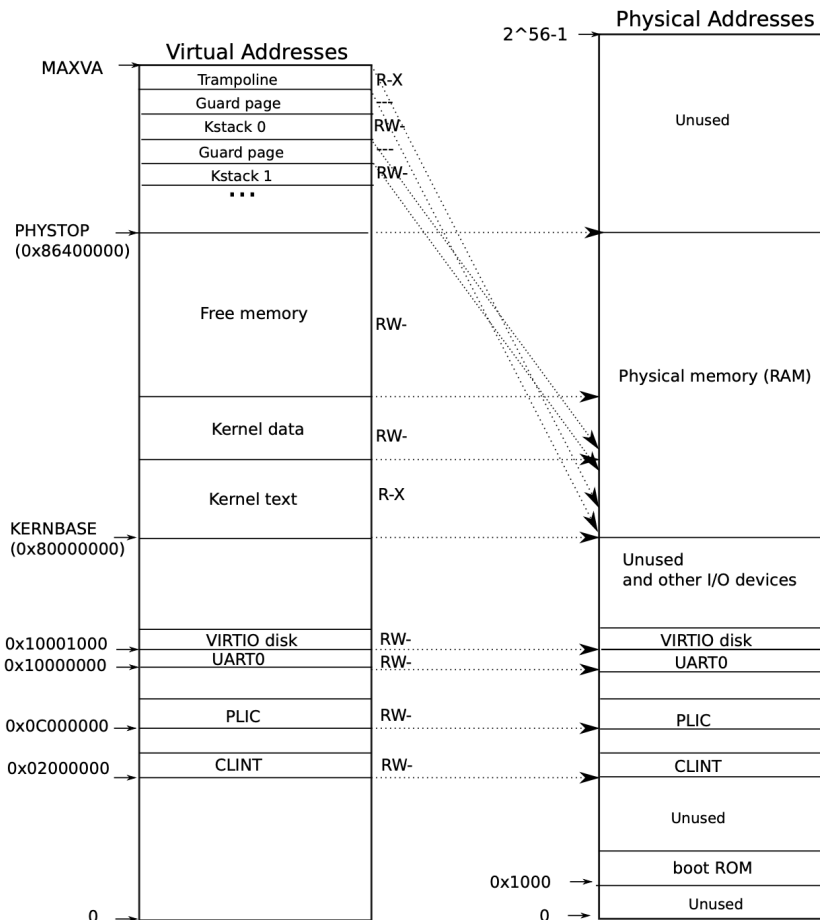 Physical Addresses
2^56-1
Virtual Addresses
MAXVA
Trampoline
R-X
Guard page
---
Kstack 0
RW-
Guard page
---
Kstack 1
RW-
...
Unused
PHYSTOP
(0x86400000)
Free memory
RW-
Physical memory (RAM)
Kernel data
RW-
Kernel text
R-X
KERNBASE
(0x80000000)
Unused
and other I/O devices
0x10001000
VIRTIO disk
RW-
VIRTIO disk
0x10000000
UART0
RW-
UART0
0x0C000000
PLIC
RW-
PLIC
0x02000000
CLINT
RW-
CLINT
Unused
boot ROM
0x1000
Unused
0
0